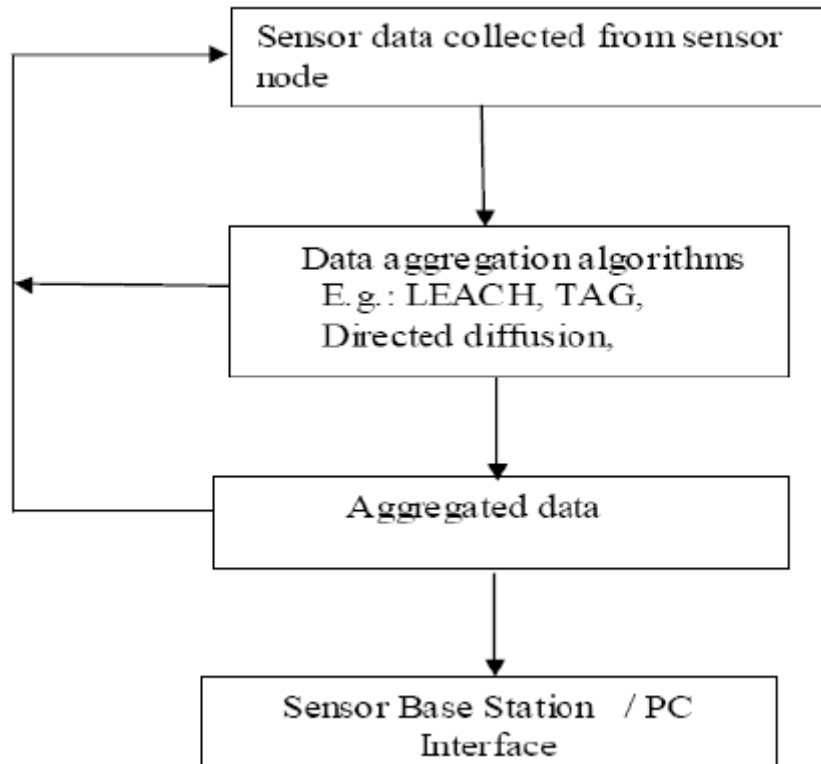 Sensor data collected from sensor
node
Data aggregation algorithms
E.g.: LEACH, TAG,
Directed diffusion,
Aggregated data
Sensor Base Station / PC
Interface